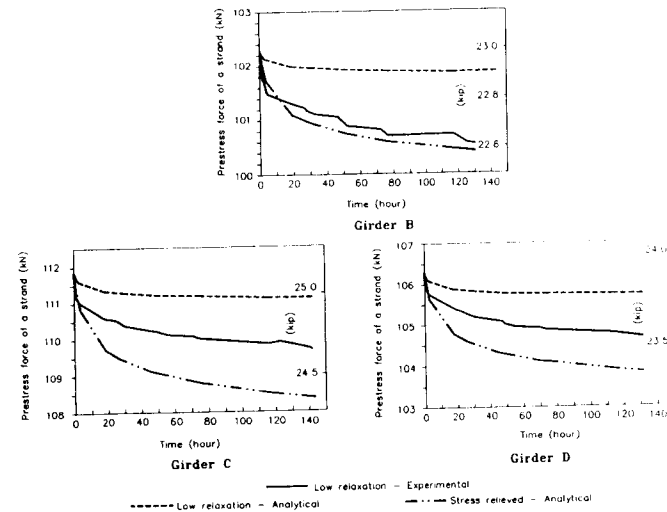 Prestress force of a strand (kN)
103
102
101
100
23.0
22.8
22.6
(kip)
0 20 40 60 80 100 120 140
Time (hour)
Girder B
Prestress force of a strand (kN)
112
111
110
109
108
25.0
24.5
(kip)
0 20 40 60 80 100 120 140
Time (hour)
Girder C
Prestress force of a strand (kN)
107
106
105
104
103
24.0
23.5
(kip)
0 20 40 60 80 100 120 140
Time (hour)
Girder D
Low relaxation - Experimental
Low relaxation - Analytical
Stress relieved - Analytical